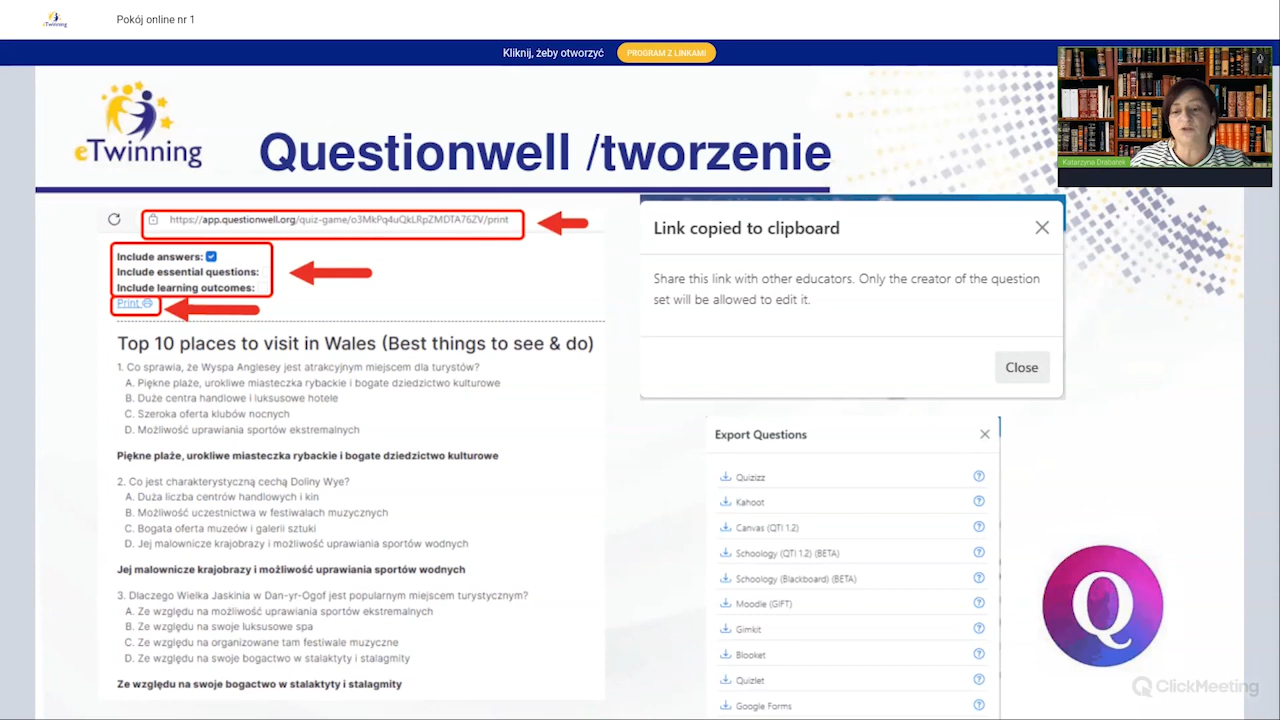 eTwinning
Pokój online nr 1
Kliknij, żeby otworzyć
PROGRAM Z LINKAMI
Katarzyna Drabarek
eTwinning
Questionwell /tworzenie
https://app.questionwell.org/quiz-game/o3MkPq4uQkLRpZMDTA76ZV/print
Include answers:
Include essential questions:
Include learning outcomes:
Print
Top 10 places to visit in Wales (Best things to see & do)
1. Co sprawia, że Wyspa Anglesey jest atrakcyjnym miejscem dla turystów?
A. Piękne plaże, urokliwe miasteczka rybackie i bogate dziedzictwo kulturowe
B. Duże centra handlowe i luksusowe hotele
C. Szeroka oferta klubów nocnych
D. Możliwość uprawiania sportów ekstremalnych
Piękne plaże, urokliwe miasteczka rybackie i bogate dziedzictwo kulturowe
2. Co jest charakterystyczną cechą Doliny Wye?
A. Duża liczba centrów handlowych i kin
B. Możliwość uczestnictwa w festiwalach muzycznych
C. Bogata oferta muzeów i galerii sztuki
D. Jej malownicze krajobrazy i możliwość uprawiania sportów wodnych
Jej malownicze krajobrazy i możliwość uprawiania sportów wodnych
3. Dlaczego Wielka Jaskinia w Dan-yr-Ogof jest popularnym miejscem turystycznym?
A. Ze względu na możliwość uprawiania sportów ekstremalnych
B. Ze względu na swoje luksusowe spa
C. Ze względu na organizowane tam festiwale muzyczne
D. Ze względu na swoje bogactwo w stalaktyty i stalagmity
Ze względu na swoje bogactwo w stalaktyty i stalagmity
Link copied to clipboard
Share this link with other educators. Only the creator of the question
set will be allowed to edit it.
Close
Export Questions
Quizizz
Kahoot
Canvas (QTI 1.2)
Schoology (QTI 1.2) (BETA)
Schoology (Blackboard) (BETA)
Moodle (GIFT)
Gimkit
Blooket
Quizlet
Google Forms
Q
ClickMeeting